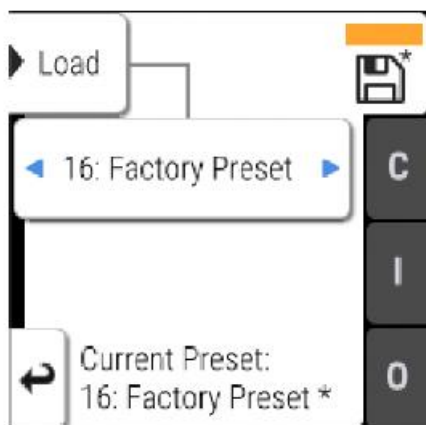 Load
*
16: Factory Preset
C
I
O
Current Preset:
16: Factory Preset *